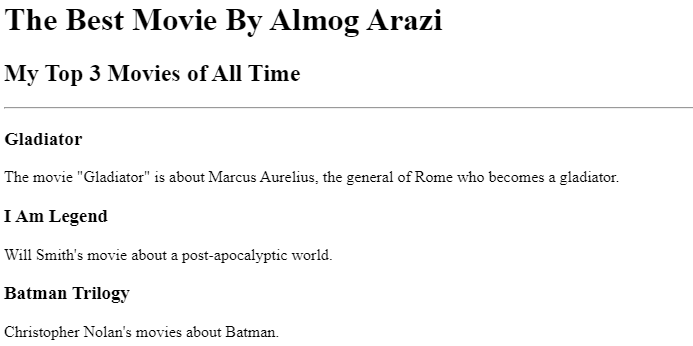 The Best Movie By Almog Arazi
My Top 3 Movies of All Time
Gladiator
The movie "Gladiator" is about Marcus Aurelius, the general of Rome who becomes a gladiator.
I Am Legend
Will Smith's movie about a post-apocalyptic world.
Batman Trilogy
Christopher Nolan's movies about Batman.